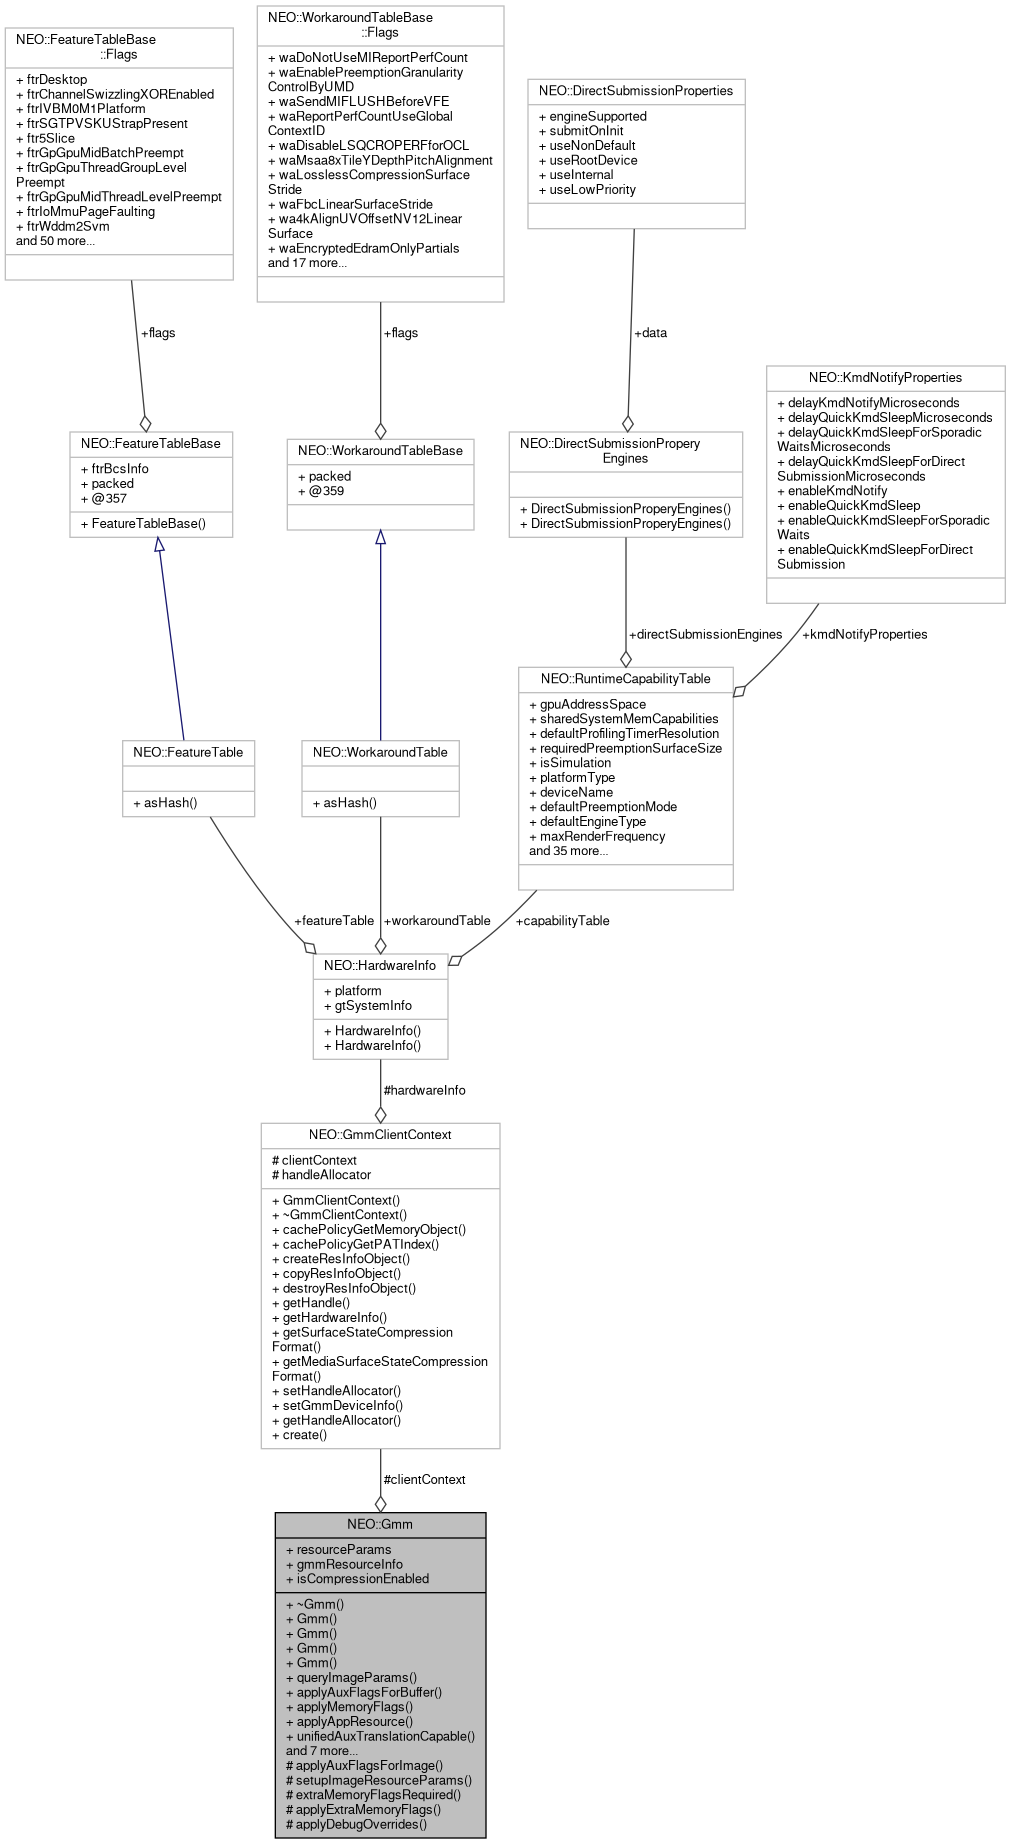 NEO::FeatureTableBase
::Flags
+ ftrDesktop
+ ftrChannelSwizzlingXOREnabled
+ ftrIVBM0M1Platform
+ ftrSGTPVSKUStrapPresent
+ ftr5Slice
+ ftrGpGpuMidBatchPreempt
+ ftrGpGpuThreadGroupLevel
Preempt
+ ftrGpGpuMidThreadLevelPreempt
+ ftrIoMmuPageFaulting
+ ftrWddm2Svm
and 50 more...
NEO::WorkaroundTableBase
::Flags
+ waDoNotUseMIReportPerfCount
+ waEnablePreemptionGranularity
ControlByUMD
+ waSendMIFLUSHBeforeVFE
+ waReportPerfCountUseGlobal
ContextID
+ waDisableLSQCROPERFforOCL
+ waMsaa8xTileYDepthPitchAlignment
+ waLosslessCompressionSurface
Stride
+ waFbcLinearSurfaceStride
+ wa4kAlignUVOffsetNV12Linear
Surface
+ waEncryptedEdramOnlyPartials
and 17 more...
NEO::DirectSubmissionProperties
+ engineSupported
+ submitOnInit
+ useNonDefault
+ useRootDevice
+ useInternal
+ useLowPriority
+flags
+flags
+data
NEO::KmdNotifyProperties
+ delayKmdNotifyMicroseconds
+ delayQuickKmdSleepMicroseconds
+ delayQuickKmdSleepForSporadic
WaitsMicroseconds
+ delayQuickKmdSleepForDirect
SubmissionMicroseconds
+ enableKmdNotify
+ enableQuickKmdSleep
+ enableQuickKmdSleepForSporadic
Waits
+ enableQuickKmdSleepForDirect
Submission
NEO::FeatureTableBase
+ ftrBcsInfo
+ packed
+ @357
+ FeatureTableBase()
NEO::WorkaroundTableBase
+ packed
+ @359
NEO::DirectSubmissionPropery
Engines
+ DirectSubmissionProperyEngines()
+ DirectSubmissionProperyEngines()
+directSubmissionEngines
+kmdNotifyProperties
NEO::FeatureTable
+ asHash()
NEO::WorkaroundTable
+ asHash()
NEO::RuntimeCapabilityTable
+ gpuAddressSpace
+ sharedSystemMemCapabilities
+ defaultProfilingTimerResolution
+ requiredPreemptionSurfaceSize
+ isSimulation
+ platformType
+ deviceName
+ defaultPreemptionMode
+ defaultEngineType
+ maxRenderFrequency
and 35 more...
+featureTable
+workaroundTable
+capabilityTable
NEO::HardwareInfo
+ platform
+ gtSystemInfo
+ HardwareInfo()
+ HardwareInfo()
#hardwareInfo
NEO::GmmClientContext
# clientContext
# handleAllocator
+ GmmClientContext()
+ ~GmmClientContext()
+ cachePolicyGetMemoryObject()
+ cachePolicyGetPATIndex()
+ createResInfoObject()
+ copyResInfoObject()
+ destroyResInfoObject()
+ getHandle()
+ getHardwareInfo()
+ getSurfaceStateCompression
Format()
+ getMediaSurfaceStateCompression
Format()
+ setHandleAllocator()
+ setGmmDeviceInfo()
+ getHandleAllocator()
+ create()
#clientContext
NEO::Gmm
+ resourceParams
+ gmmResourceInfo
+ isCompressionEnabled
+ ~Gmm()
+ Gmm()
+ Gmm()
+ Gmm()
+ Gmm()
+ queryImageParams()
+ applyAuxFlagsForBuffer()
+ applyMemoryFlags()
+ applyAppResource()
+ unifiedAuxTranslationCapable()
and 7 more...
# applyAuxFlagsForImage()
# setupImageResourceParams()
# extraMemoryFlagsRequired()
# applyExtraMemoryFlags()
# applyDebugOverrides()